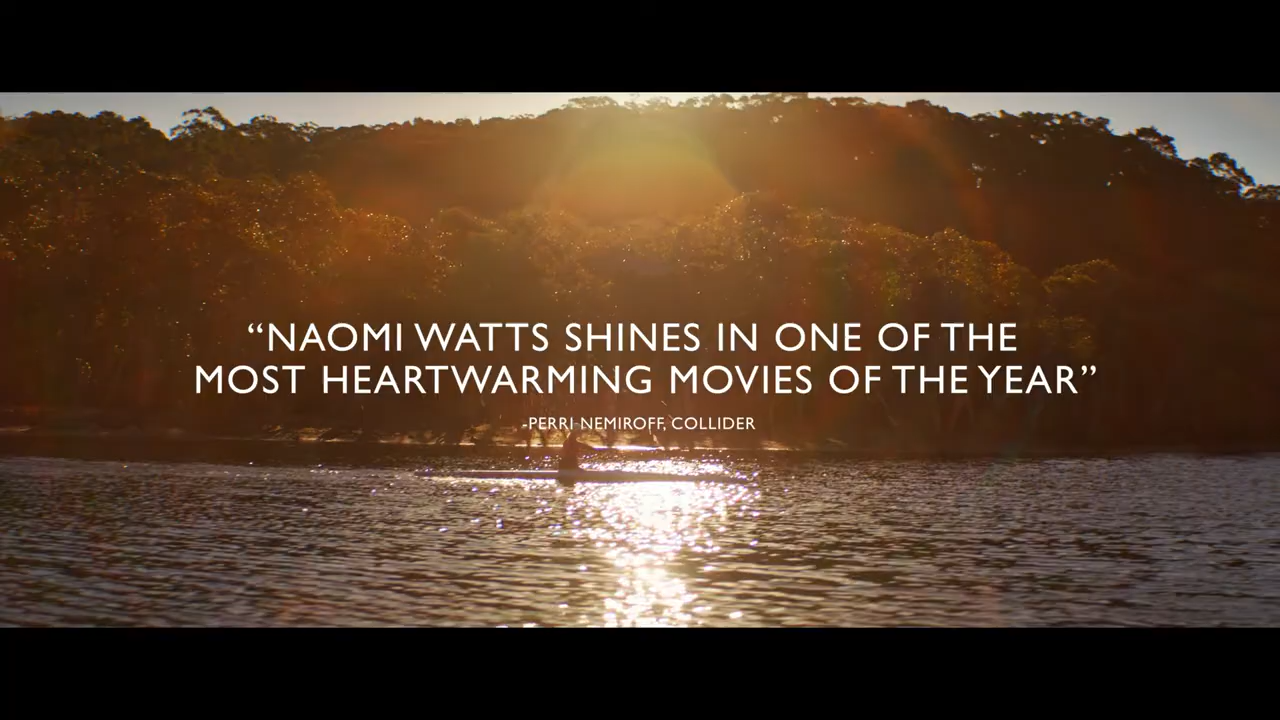 “NAOMI WATTS SHINES IN ONE OF THE
MOST HEARTWARMING MOVIES OF THE YEAR”
-PERRI NEMIROFF, COLLIDER